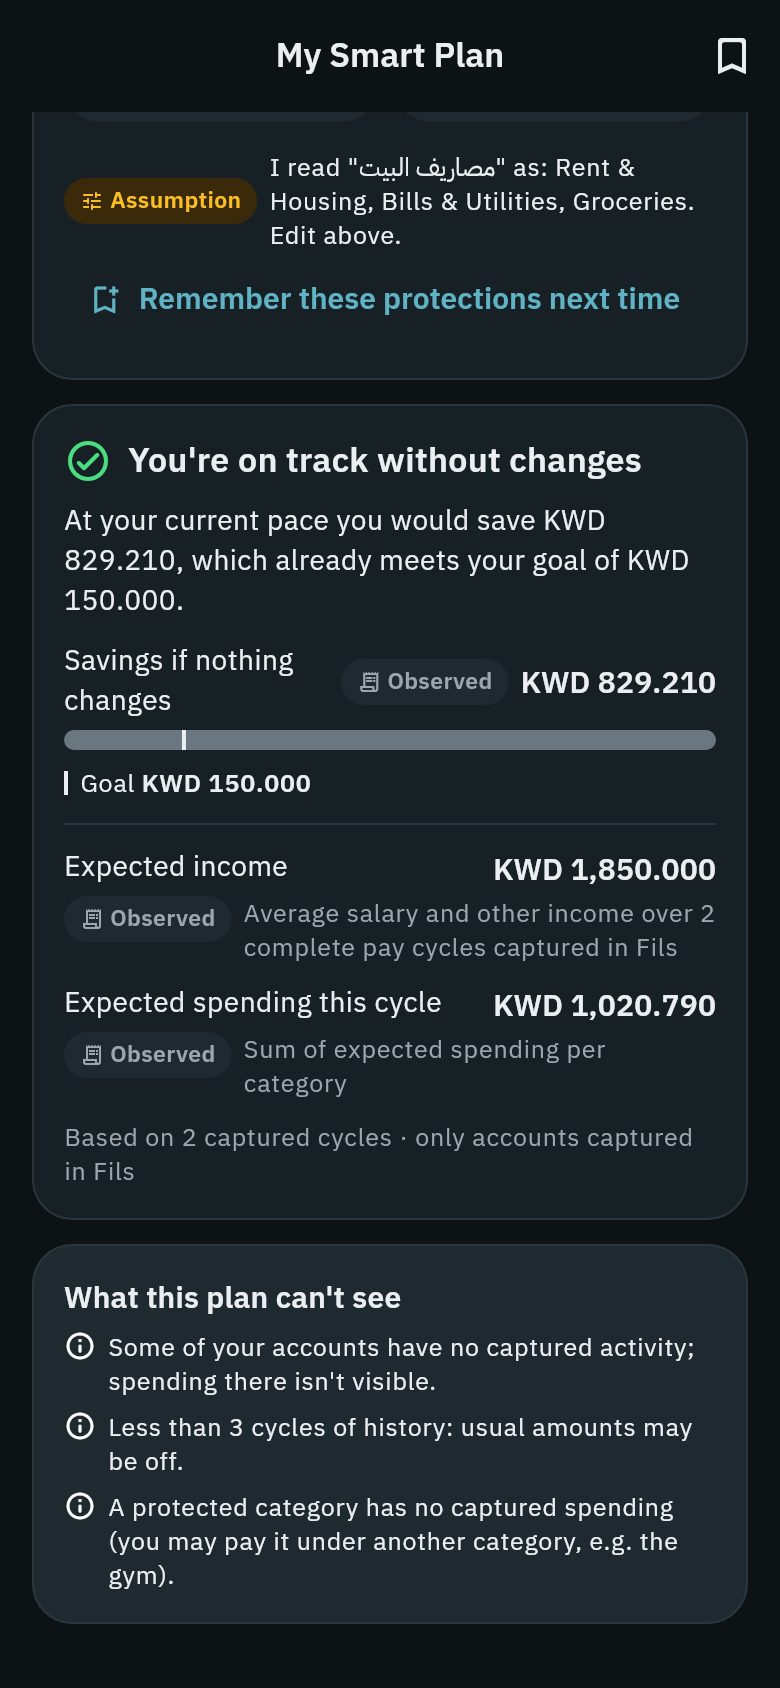 My Smart Plan
Assumption
I read "مصاريف البيت" as: Rent &
Housing, Bills & Utilities, Groceries.
Edit above.
Remember these protections next time
You're on track without changes
At your current pace you would save KWD
829.210, which already meets your goal of KWD
150.000.
Savings if nothing
changes
Observed
KWD 829.210
Goal KWD 150.000
Expected income
KWD 1,850.000
Observed
Average salary and other income over 2
complete pay cycles captured in Fils
Expected spending this cycle
KWD 1,020.790
Observed
Sum of expected spending per
category
Based on 2 captured cycles · only accounts captured
in Fils
What this plan can't see
Some of your accounts have no captured activity;
spending there isn't visible.
Less than 3 cycles of history: usual amounts may
be off.
A protected category has no captured spending
(you may pay it under another category, e.g. the
gym).